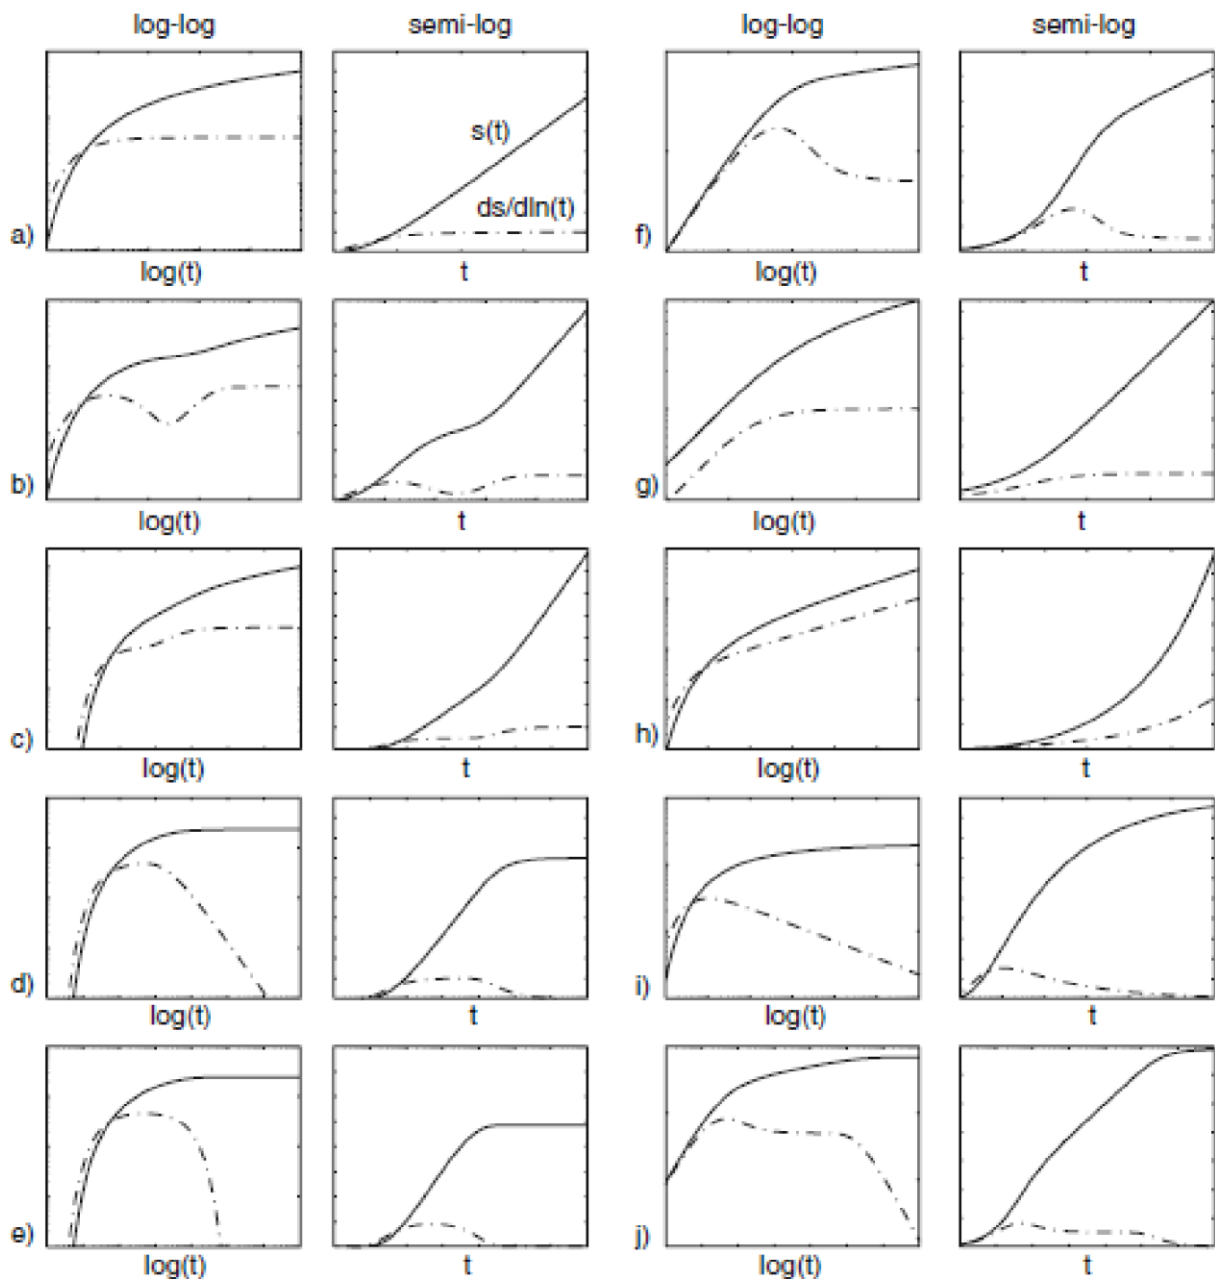 log-log semi-log log-log semi-log
s(t)
ds/dln(t)
a) f)
log(t) t log(t) t
b) g)
log(t) t log(t) t
c) h)
log(t) t log(t) t
d) i)
log(t) t log(t) t
e) j)
log(t) t log(t) t